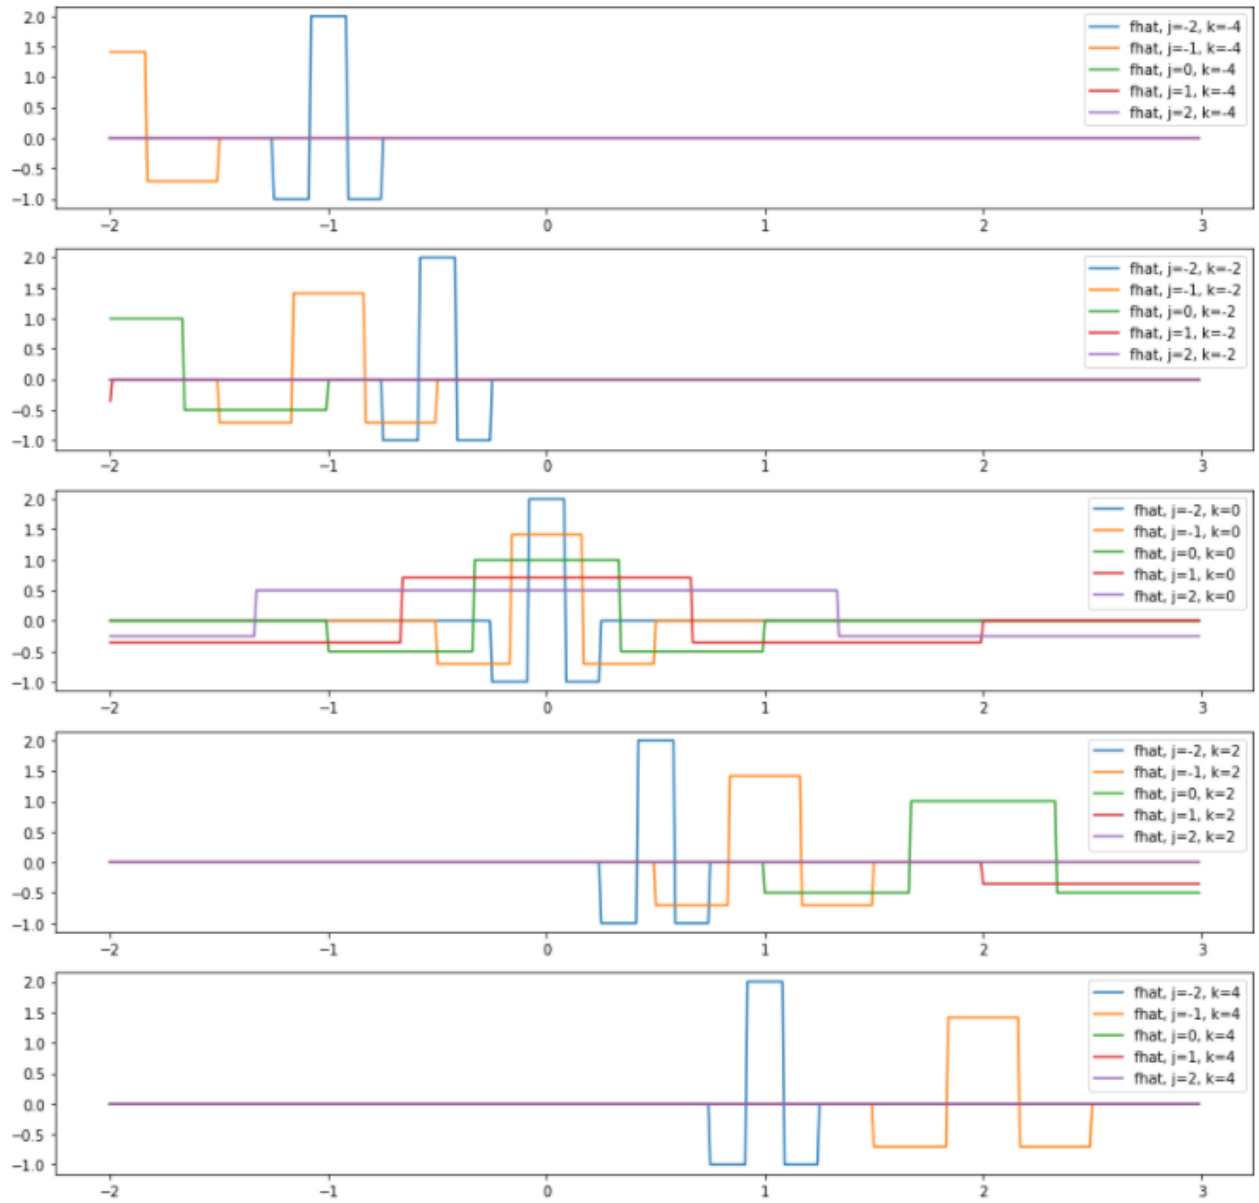 2.0
1.5
1.0
0.5
0.0
−0.5
−1.0
fhat, j=-2, k=-4
fhat, j=-1, k=-4
fhat, j=0, k=-4
fhat, j=1, k=-4
fhat, j=2, k=-4
−2 −1 0 1 2 3
2.0
1.5
1.0
0.5
0.0
−0.5
−1.0
fhat, j=-2, k=-2
fhat, j=-1, k=-2
fhat, j=0, k=-2
fhat, j=1, k=-2
fhat, j=2, k=-2
−2 −1 0 1 2 3
2.0
1.5
1.0
0.5
0.0
−0.5
−1.0
fhat, j=-2, k=0
fhat, j=-1, k=0
fhat, j=0, k=0
fhat, j=1, k=0
fhat, j=2, k=0
−2 −1 0 1 2 3
2.0
1.5
1.0
0.5
0.0
−0.5
−1.0
fhat, j=-2, k=2
fhat, j=-1, k=2
fhat, j=0, k=2
fhat, j=1, k=2
fhat, j=2, k=2
−2 −1 0 1 2 3
2.0
1.5
1.0
0.5
0.0
−0.5
−1.0
fhat, j=-2, k=4
fhat, j=-1, k=4
fhat, j=0, k=4
fhat, j=1, k=4
fhat, j=2, k=4
−2 −1 0 1 2 3